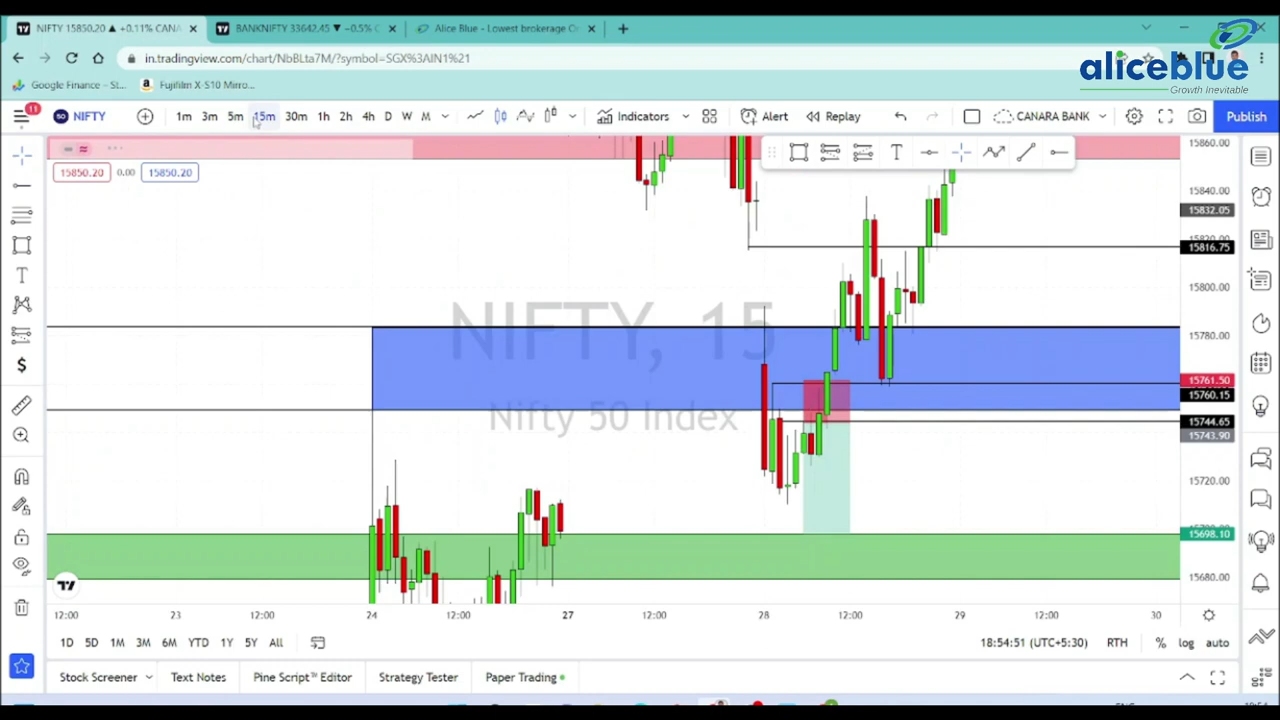 NIFTY 15850.20 ▲ +0.11% CANA
BANKNIFTY 33642.45 ▼ −0.5% C
Alice Blue - Lowest brokerage
in.tradingview.com/chart/NbBLta7M/?symbol=SGX%3AIN1%21
Google Finance – St...
Fujifilm X-S10 Mirro...
aliceblue
Growth Inevitable
11
50 NIFTY
1m 3m 5m 15m 30m 1h 2h 4h D W M
Indicators
Alert
Replay
CANARA BANK
Publish
15850.20 0.00 15850.20
NIFTY, 15
Nifty 50 Index
15860.00
15840.00
15832.05
15820.00
15816.75
15800.00
15780.00
15761.50
15760.15
15744.65
15743.90
15720.00
15698.10
15680.00
12:00 23 12:00 24 12:00 27 12:00 28 12:00 29 12:00 30
1D 5D 1M 3M 6M YTD 1Y 5Y All
18:54:51 (UTC+5:30) RTH % log auto
Stock Screener Text Notes Pine Script™ Editor Strategy Tester Paper Trading